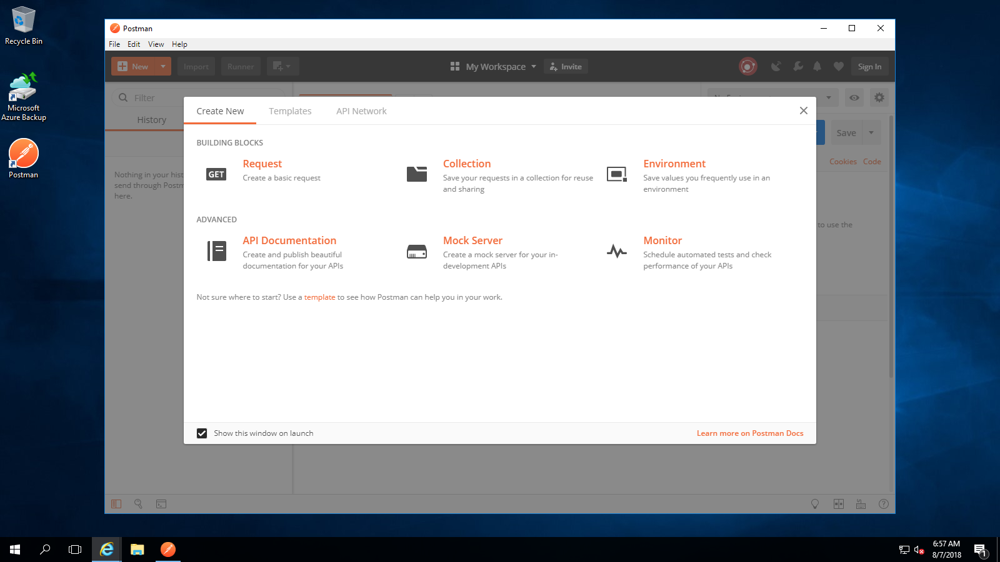 Recycle Bin
Microsoft
Azure Backup
Postman
Postman
File Edit View Help
New Import Runner My Workspace Invite Sign In
Filter
History
Nothing in your hist
send through Postm
here.
Create New Templates API Network
BUILDING BLOCKS
GET
Request
Create a basic request
Collection
Save your requests in a collection for reuse
and sharing
Environment
Save values you frequently use in an
environment
ADVANCED
API Documentation
Create and publish beautiful
documentation for your APIs
Mock Server
Create a mock server for your in-
development APIs
Monitor
Schedule automated tests and check
performance of your APIs
Not sure where to start? Use a template to see how Postman can help you in your work.
Show this window on launch
Learn more on Postman Docs
Save
Cookies Code
to use the
6:57 AM
8/7/2018
1